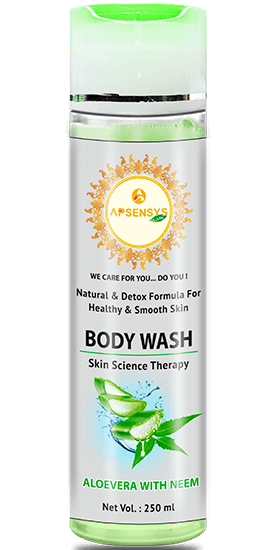 APSENSYS
WE CARE FOR YOU... DO YOU !
Natural & Detox Formula For
Healthy & Smooth Skin
BODY WASH
Skin Science Therapy
ALOEVERA WITH NEEM
Net Vol. : 250 ml